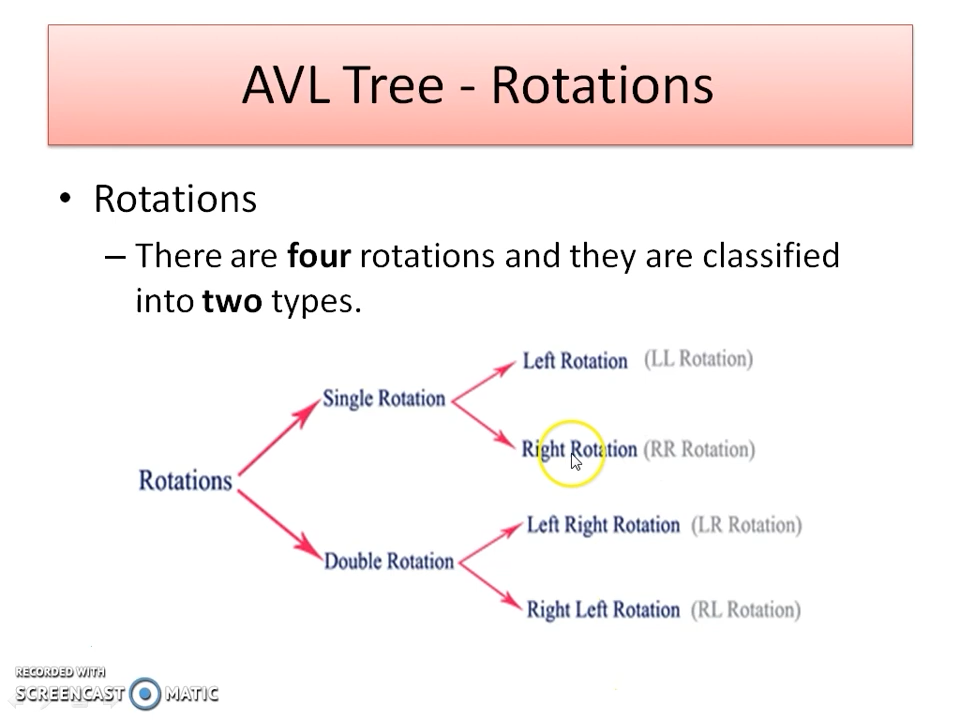 AVL Tree - Rotations
• Rotations
– There are four rotations and they are classified
into two types.
Left Rotation (LL Rotation)
Single Rotation
Right Rotation (RR Rotation)
Rotations
Left Right Rotation (LR Rotation)
Double Rotation
Right Left Rotation (RL Rotation)
RECORDED WITH
SCREENCAST MATIC